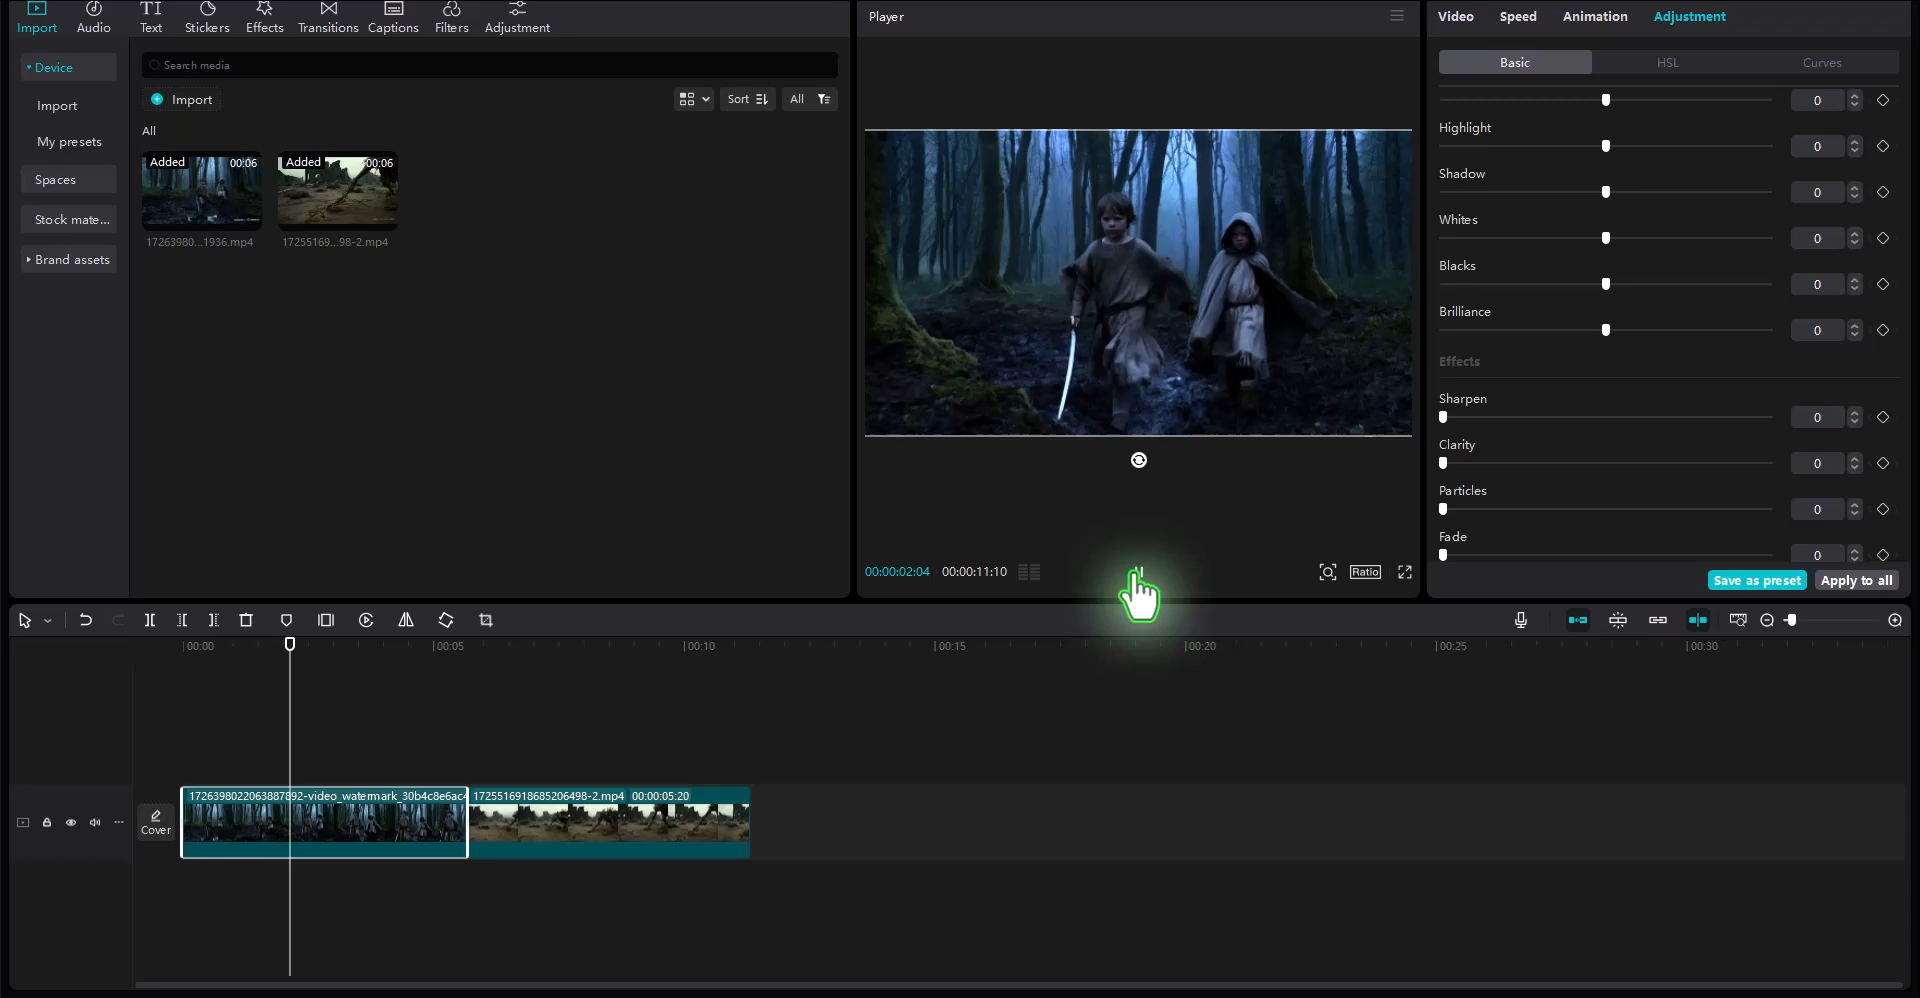 Import Audio Text Stickers Effects Transitions Captions Filters Adjustment
Device
Import
My presets
Spaces
Stock mate...
Brand assets
Search media
Import
Sort
All
All
Added 00:06
Added 00:06
17263980...1936.mp4
17255169...98-2.mp4
Player
00:00:02:04 00:00:11:10
Ratio
Video Speed Animation Adjustment
Basic HSL Curves
0
Highlight
0
Shadow
0
Whites
0
Blacks
0
Brilliance
0
Effects
Sharpen
0
Clarity
0
Particles
0
Fade
0
Save as preset Apply to all
00:00 00:05 00:10 00:15 00:20 00:25 00:30
Cover
1726398022063887892-video_watermark_30b4c8e6ac4 1725516918685206498-2.mp4 00:00:05:20